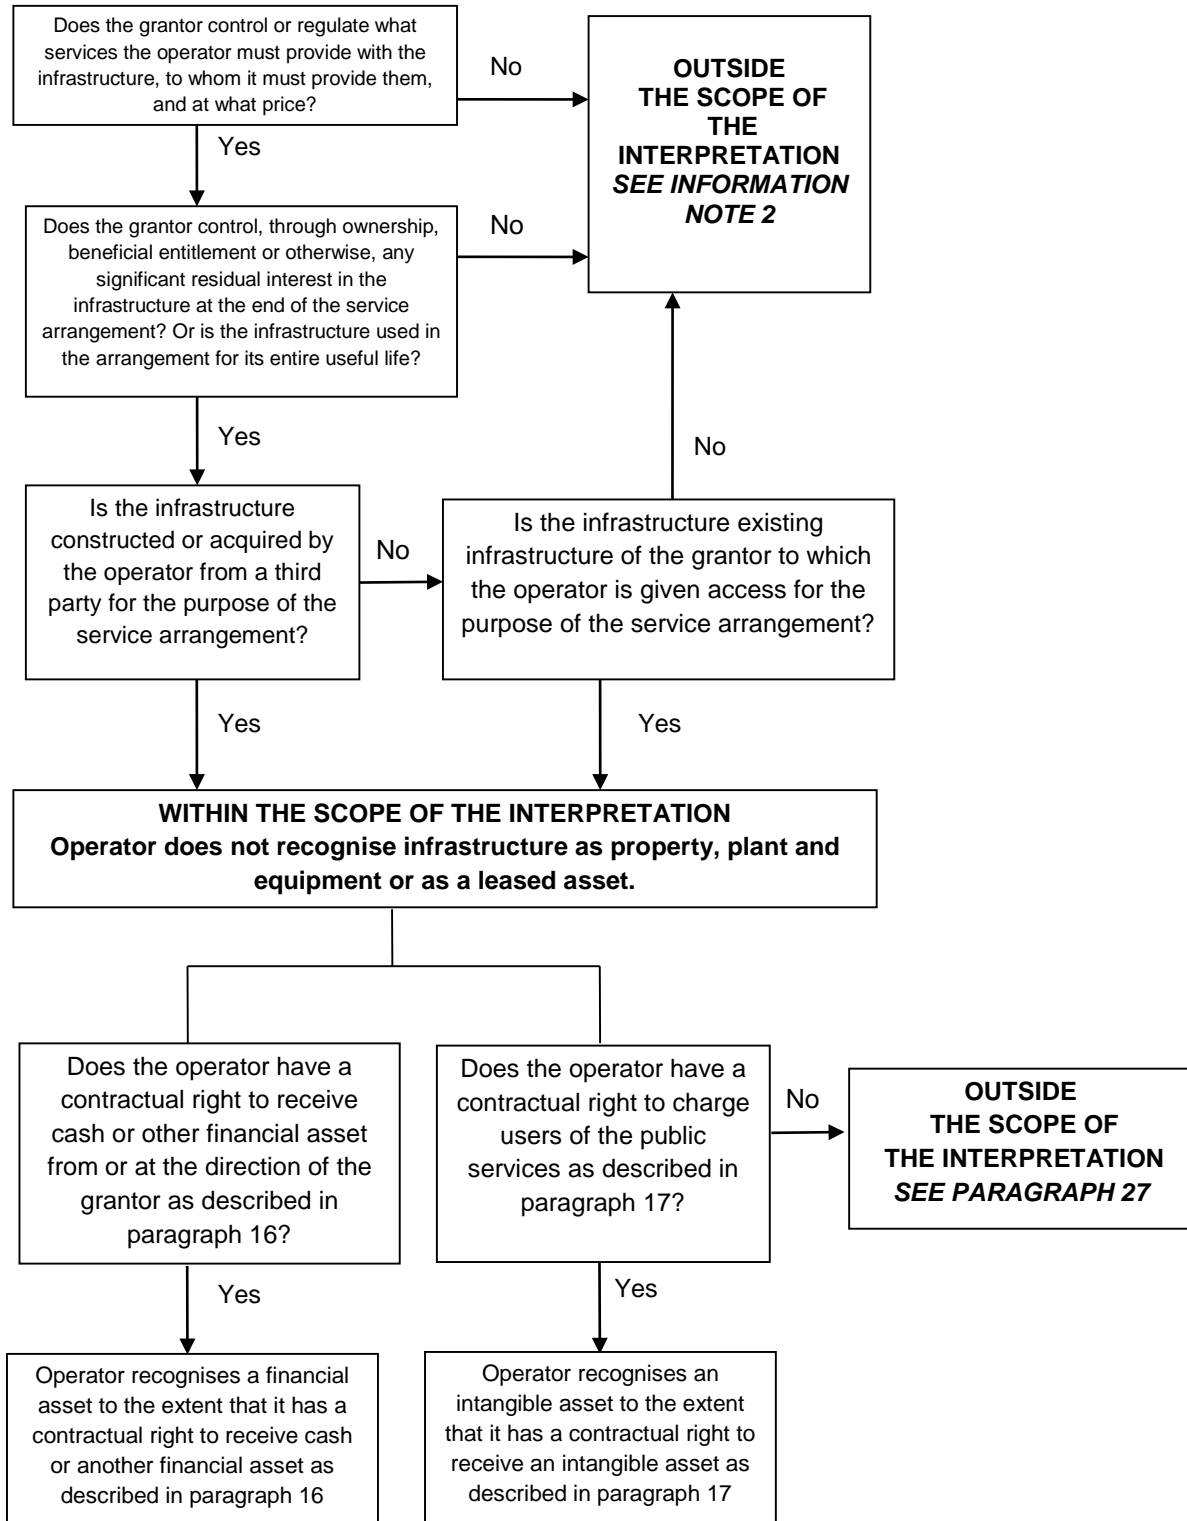 Does the grantor control or regulate what
services the operator must provide with the
infrastructure, to whom it must provide them,
and at what price?
No
OUTSIDE
THE SCOPE OF
THE
INTERPRETATION
SEE INFORMATION
NOTE 2
Yes
Does the grantor control, through ownership,
beneficial entitlement or otherwise, any
significant residual interest in the
infrastructure at the end of the service
arrangement? Or is the infrastructure used in
the arrangement for its entire useful life?
No
Yes
No
Is the infrastructure
constructed or acquired by
the operator from a third
party for the purpose of the
service arrangement?
No
Is the infrastructure existing
infrastructure of the grantor to which
the operator is given access for the
purpose of the service arrangement?
Yes
Yes
WITHIN THE SCOPE OF THE INTERPRETATION
Operator does not recognise infrastructure as property, plant and
equipment or as a leased asset.
Does the operator have a
contractual right to receive
cash or other financial asset
from or at the direction of the
grantor as described in
paragraph 16?
Does the operator have a
contractual right to charge
users of the public
services as described in
paragraph 17?
No
OUTSIDE
THE SCOPE OF
THE INTERPRETATION
SEE PARAGRAPH 27
Yes
Yes
Operator recognises a financial
asset to the extent that it has a
contractual right to receive cash
or another financial asset as
described in paragraph 16
Operator recognises an
intangible asset to the extent
that it has a contractual right to
receive an intangible asset as
described in paragraph 17